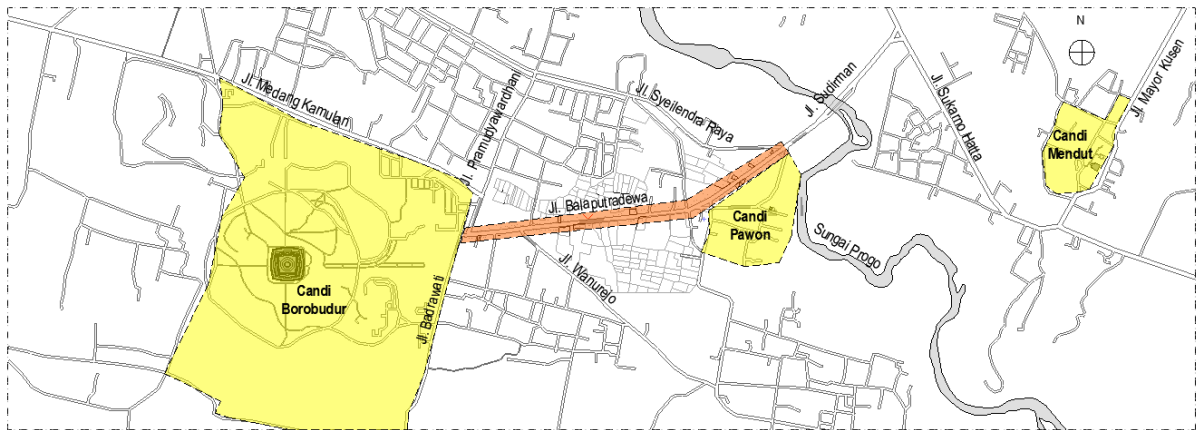 N
Jl. Medang Kamulan
Jl. Pramudyawardhani
Jl. Syeilendra Raya
Jl. Sudirman
Jl. Sukarno Hatta
Jl. Mayor Kusen
Candi
Mendut
Jl. Balaputradewa
Candi
Pawon
Sungai Progo
Jl. Wanurejo
Candi
Borobudur
Jl. Badrawati